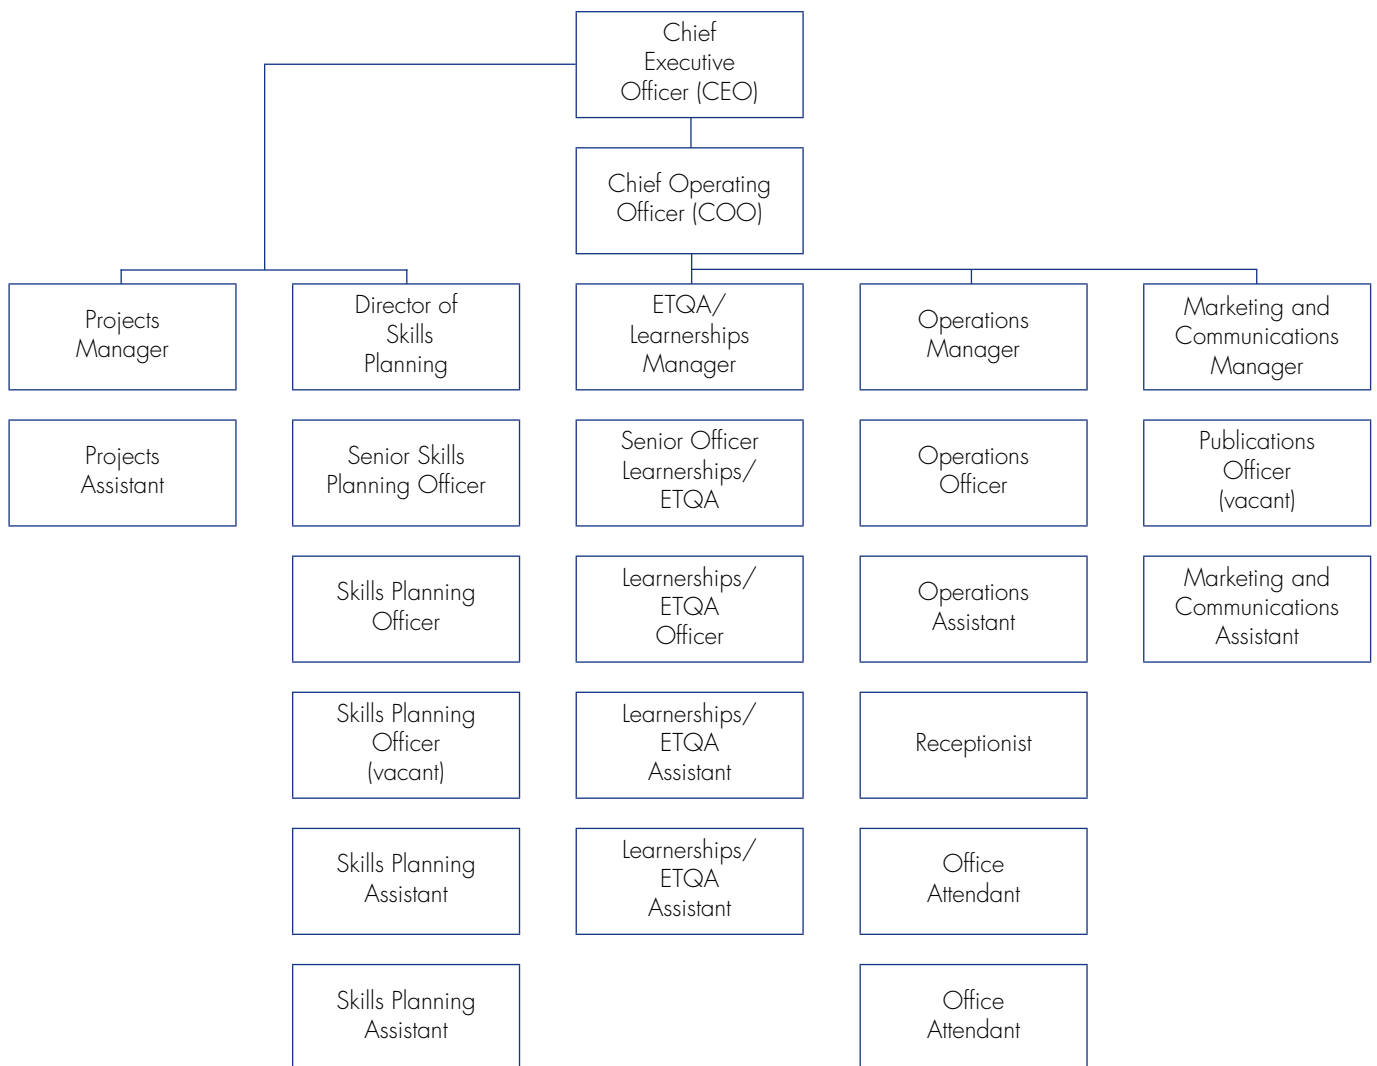 Chief
Executive
Officer (CEO)
Chief Operating
Officer (COO)
Projects
Manager
Director of
Skills
Planning
ETQA/
Learnerships
Manager
Operations
Manager
Marketing and
Communications
Manager
Projects
Assistant
Senior Skills
Planning Officer
Senior Officer
Learnerships/
ETQA
Operations
Officer
Publications
Officer
(vacant)
Skills Planning
Officer
Learnerships/
ETQA
Officer
Operations
Assistant
Marketing and
Communications
Assistant
Skills Planning
Officer
(vacant)
Learnerships/
ETQA
Assistant
Receptionist
Skills Planning
Assistant
Learnerships/
ETQA
Assistant
Office
Attendant
Skills Planning
Assistant
Office
Attendant